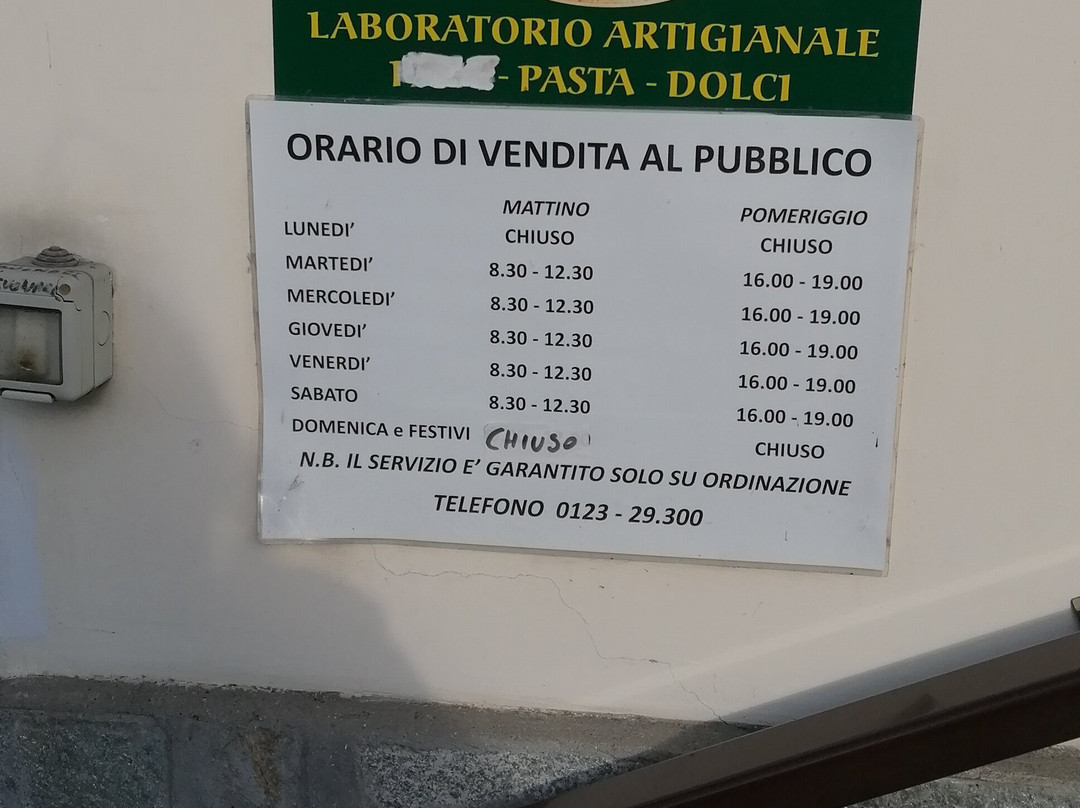 LABORATORIO ARTIGIANALE
- PASTA - DOLCI
ORARIO DI VENDITA AL PUBBLICO
MATTINO POMERIGGIO
LUNEDI’ CHIUSO CHIUSO
MARTEDI’ 8.30 - 12.30 16.00 - 19.00
MERCOLEDI’ 8.30 - 12.30 16.00 - 19.00
GIOVEDI’ 8.30 - 12.30 16.00 - 19.00
VENERDI’ 8.30 - 12.30 16.00 - 19.00
SABATO 8.30 - 12.30 16.00 - 19.00
DOMENICA e FESTIVI CHIUSO CHIUSO
N.B. IL SERVIZIO E’ GARANTITO SOLO SU ORDINAZIONE
TELEFONO 0123 - 29.300